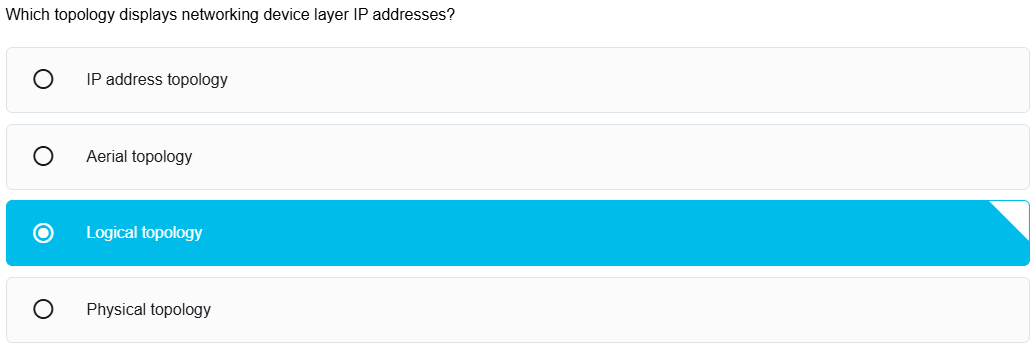 Which topology displays networking device layer IP addresses?
IP address topology
Aerial topology
Logical topology
Physical topology